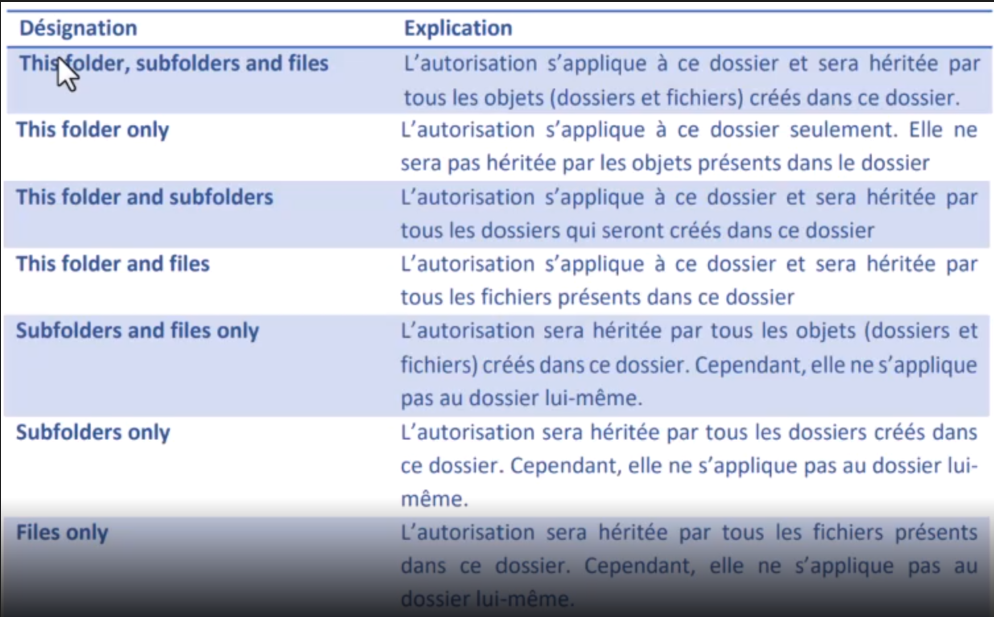 Désignation Explication
This folder, subfolders and files L'autorisation s'applique à ce dossier et sera héritée par
tous les objets (dossiers et fichiers) créés dans ce dossier.
This folder only L'autorisation s'applique à ce dossier seulement. Elle ne
sera pas héritée par les objets présents dans le dossier
This folder and subfolders L'autorisation s'applique à ce dossier et sera héritée par
tous les dossiers qui seront créés dans ce dossier
This folder and files L'autorisation s'applique à ce dossier et sera héritée par
tous les fichiers présents dans ce dossier
Subfolders and files only L'autorisation sera héritée par tous les objets (dossiers et
fichiers) créés dans ce dossier. Cependant, elle ne s'applique
pas au dossier lui-même.
Subfolders only L'autorisation sera héritée par tous les dossiers créés dans
ce dossier. Cependant, elle ne s'applique pas au dossier lui-
même.
Files only L'autorisation sera héritée par tous les fichiers présents
dans ce dossier. Cependant, elle ne s'applique pas au
dossier lui-même.